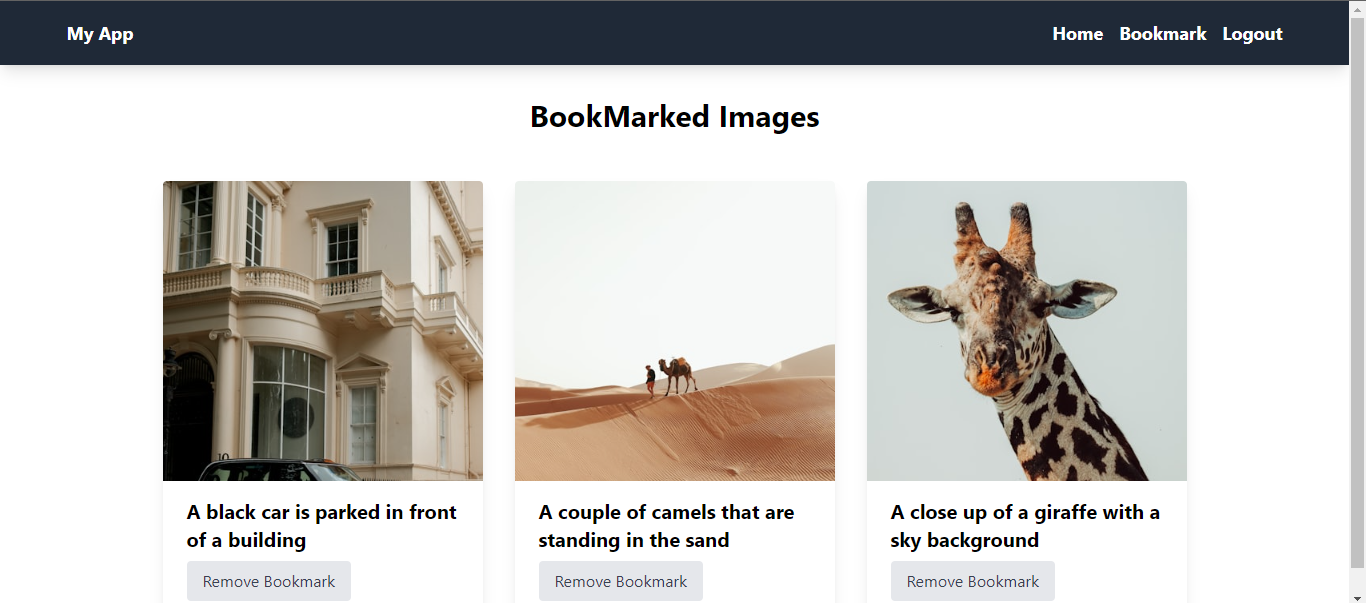 My App
Home Bookmark Logout
BookMarked Images
10
A black car is parked in front
of a building
Remove Bookmark
A couple of camels that are
standing in the sand
Remove Bookmark
A close up of a giraffe with a
sky background
Remove Bookmark